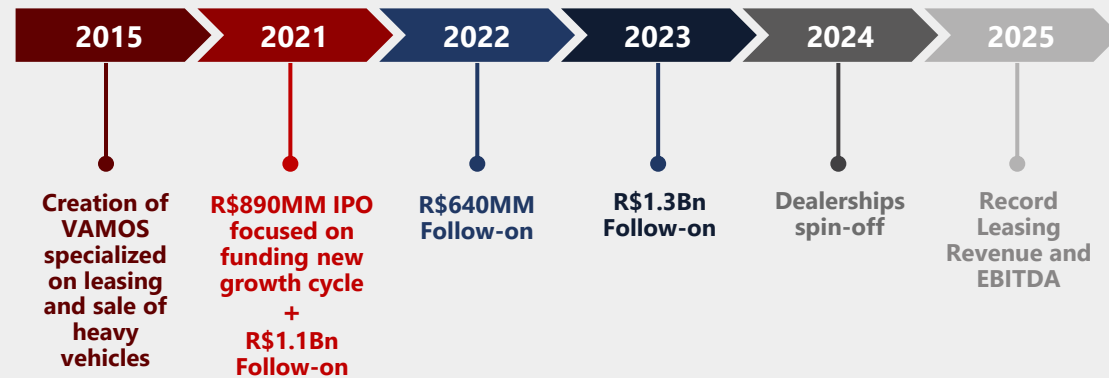 2015
2021
2022
2023
2024
2025
Creation of
VAMOS
specialized
on leasing
and sale of
heavy
vehicles
R$890MM IPO
focused on
funding new
growth cycle
+
R$1.1Bn
Follow-on
R$640MM
Follow-on
R$1.3Bn
Follow-on
Dealerships
spin-off
Record
Leasing
Revenue and
EBITDA